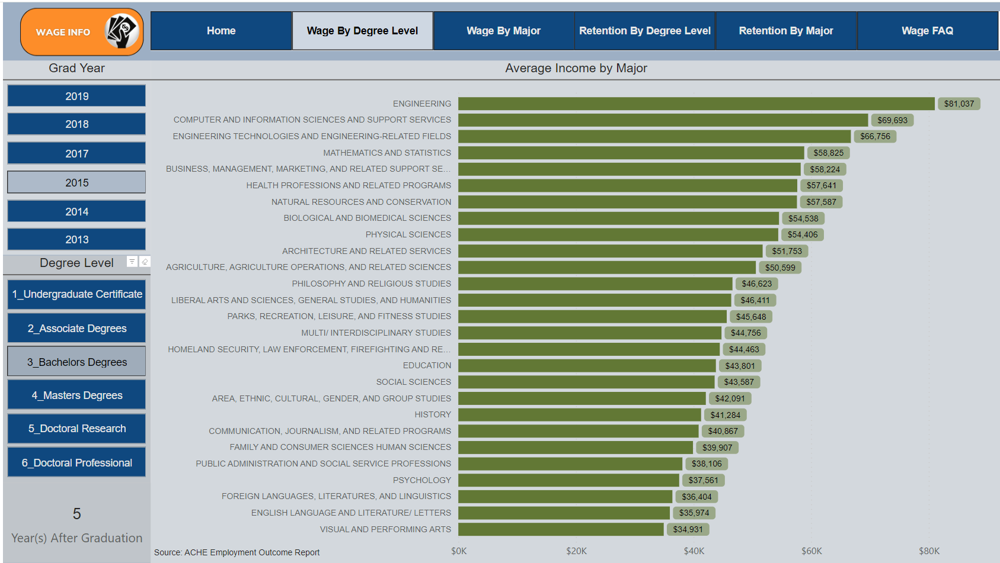 WAGE INFO
Home
Wage By Degree Level
Wage By Major
Retention By Degree Level
Retention By Major
Wage FAQ
Grad Year
2019
2018
2017
2015
2014
2013
Degree Level
1_Undergraduate Certificate
2_Associate Degrees
3_Bachelors Degrees
4_Masters Degrees
5_Doctoral Research
6_Doctoral Professional
5
Year(s) After Graduation
Average Income by Major
ENGINEERING $81,037
COMPUTER AND INFORMATION SCIENCES AND SUPPORT SERVICES $69,693
ENGINEERING TECHNOLOGIES AND ENGINEERING-RELATED FIELDS $66,756
MATHEMATICS AND STATISTICS $58,825
BUSINESS, MANAGEMENT, MARKETING, AND RELATED SUPPORT SE... $58,224
HEALTH PROFESSIONS AND RELATED PROGRAMS $57,641
NATURAL RESOURCES AND CONSERVATION $57,587
BIOLOGICAL AND BIOMEDICAL SCIENCES $54,538
PHYSICAL SCIENCES $54,406
ARCHITECTURE AND RELATED SERVICES $51,753
AGRICULTURE, AGRICULTURE OPERATIONS, AND RELATED SCIENCES $50,599
PHILOSOPHY AND RELIGIOUS STUDIES $46,623
LIBERAL ARTS AND SCIENCES, GENERAL STUDIES, AND HUMANITIES $46,411
PARKS, RECREATION, LEISURE, AND FITNESS STUDIES $45,648
MULTI/ INTERDISCIPLINARY STUDIES $44,756
HOMELAND SECURITY, LAW ENFORCEMENT, FIREFIGHTING AND RE... $44,463
EDUCATION $43,801
SOCIAL SCIENCES $43,587
AREA, ETHNIC, CULTURAL, GENDER, AND GROUP STUDIES $42,091
HISTORY $41,284
COMMUNICATION, JOURNALISM, AND RELATED PROGRAMS $40,867
FAMILY AND CONSUMER SCIENCES HUMAN SCIENCES $39,907
PUBLIC ADMINISTRATION AND SOCIAL SERVICE PROFESSIONS $38,106
PSYCHOLOGY $37,561
FOREIGN LANGUAGES, LITERATURES, AND LINGUISTICS $36,404
ENGLISH LANGUAGE AND LITERATURE/ LETTERS $35,974
VISUAL AND PERFORMING ARTS $34,931
$0K $20K $40K $60K $80K
Source: ACHE Employment Outcome Report